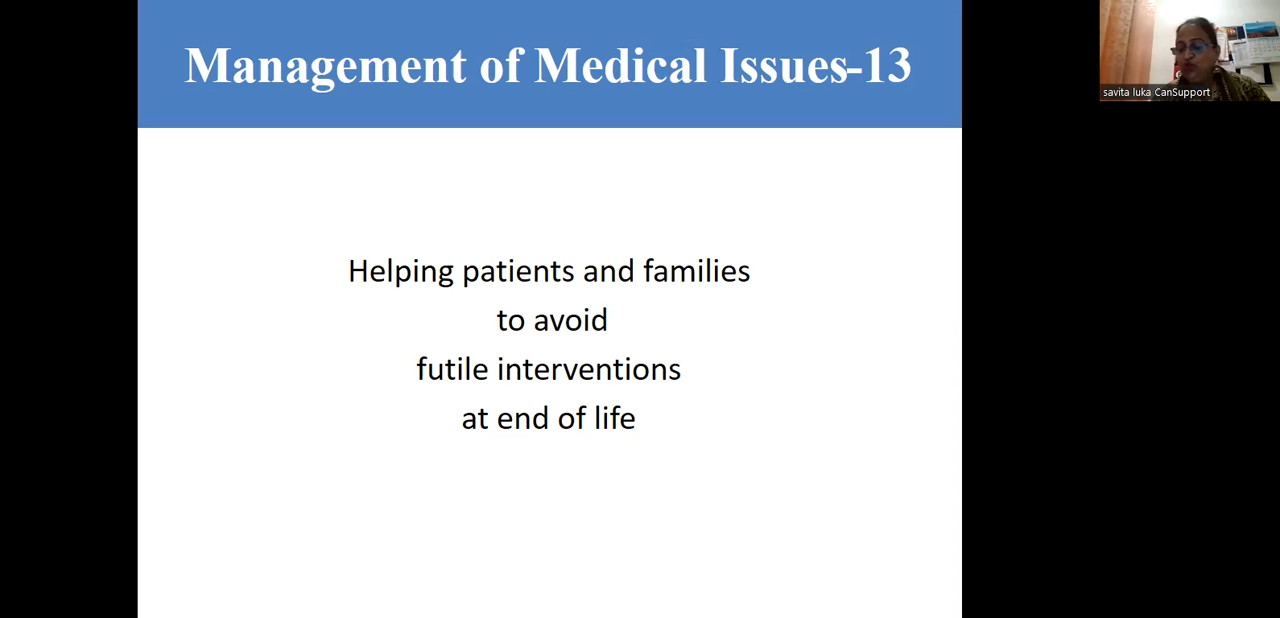 Management of Medical Issues-13
Helping patients and families
to avoid
futile interventions
at end of life
savita luka CanSupport